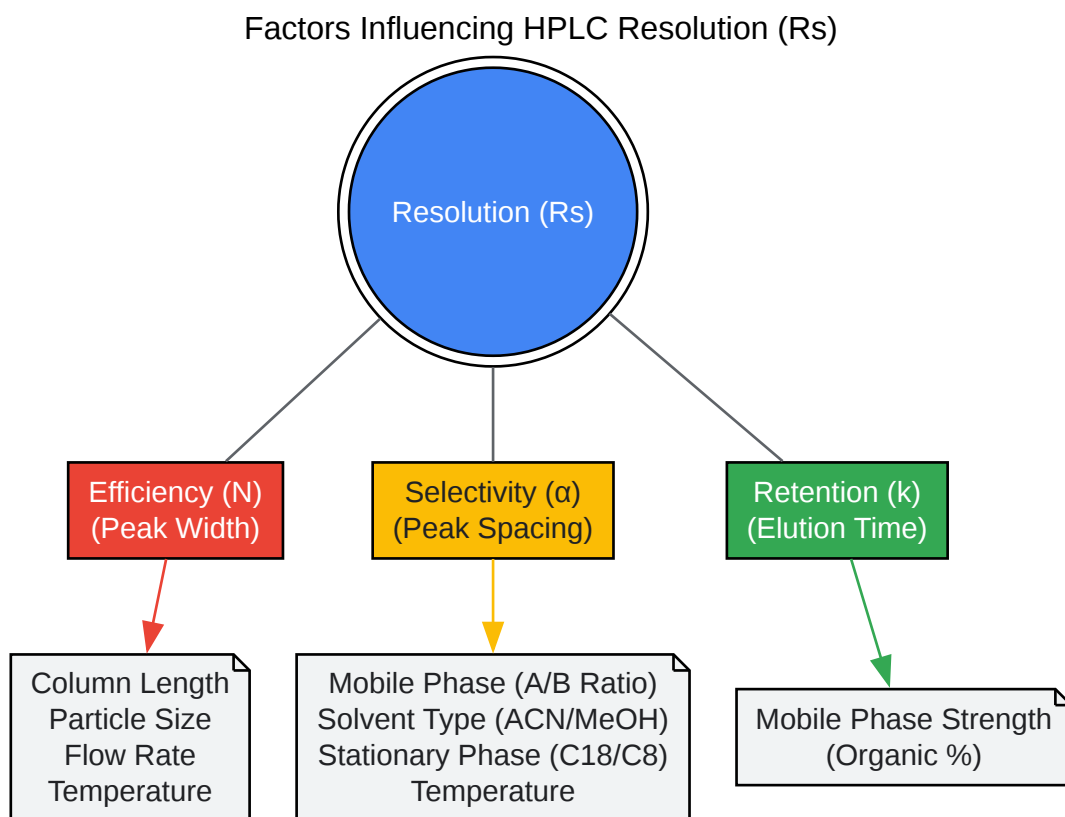 Factors Influencing HPLC Resolution (Rs)
Resolution (Rs)
Efficiency (N)
(Peak Width)
Selectivity (α)
(Peak Spacing)
Retention (k)
(Elution Time)
Column Length
Particle Size
Flow Rate
Temperature
Mobile Phase (A/B Ratio)
Solvent Type (ACN/MeOH)
Stationary Phase (C18/C8)
Temperature
Mobile Phase Strength
(Organic %)